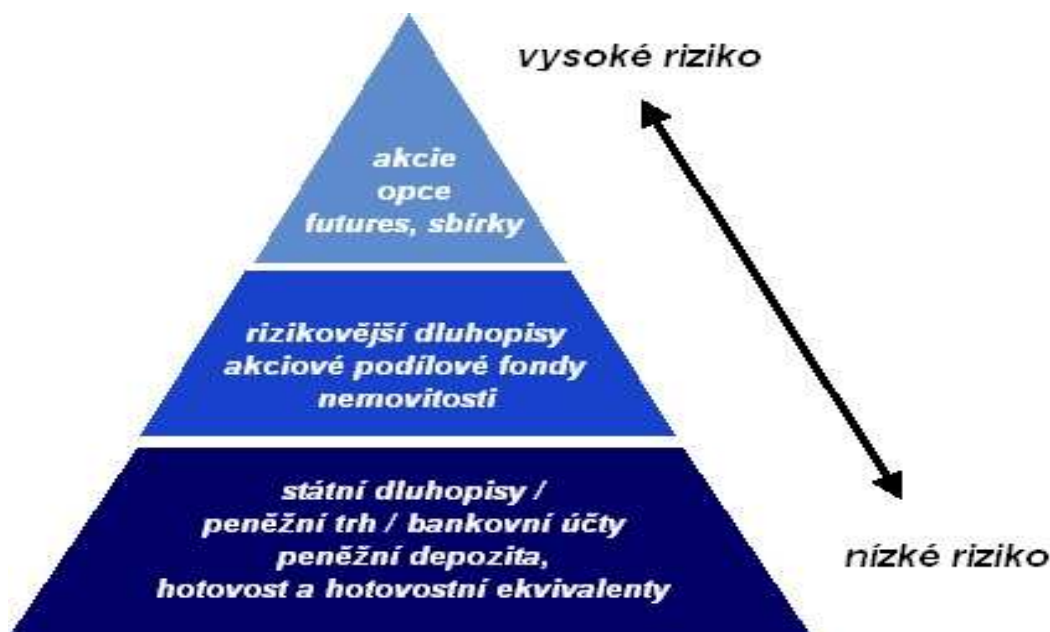 vysoké riziko
akcie
opce
futures, sbírky
rizikovější dluhopisy
akciové podílové fondy
nemovitosti
státní dluhopisy /
peněžní trh / bankovní účty
peněžní depozita,
hotovost a hotovostní ekvivalenty
nízké riziko